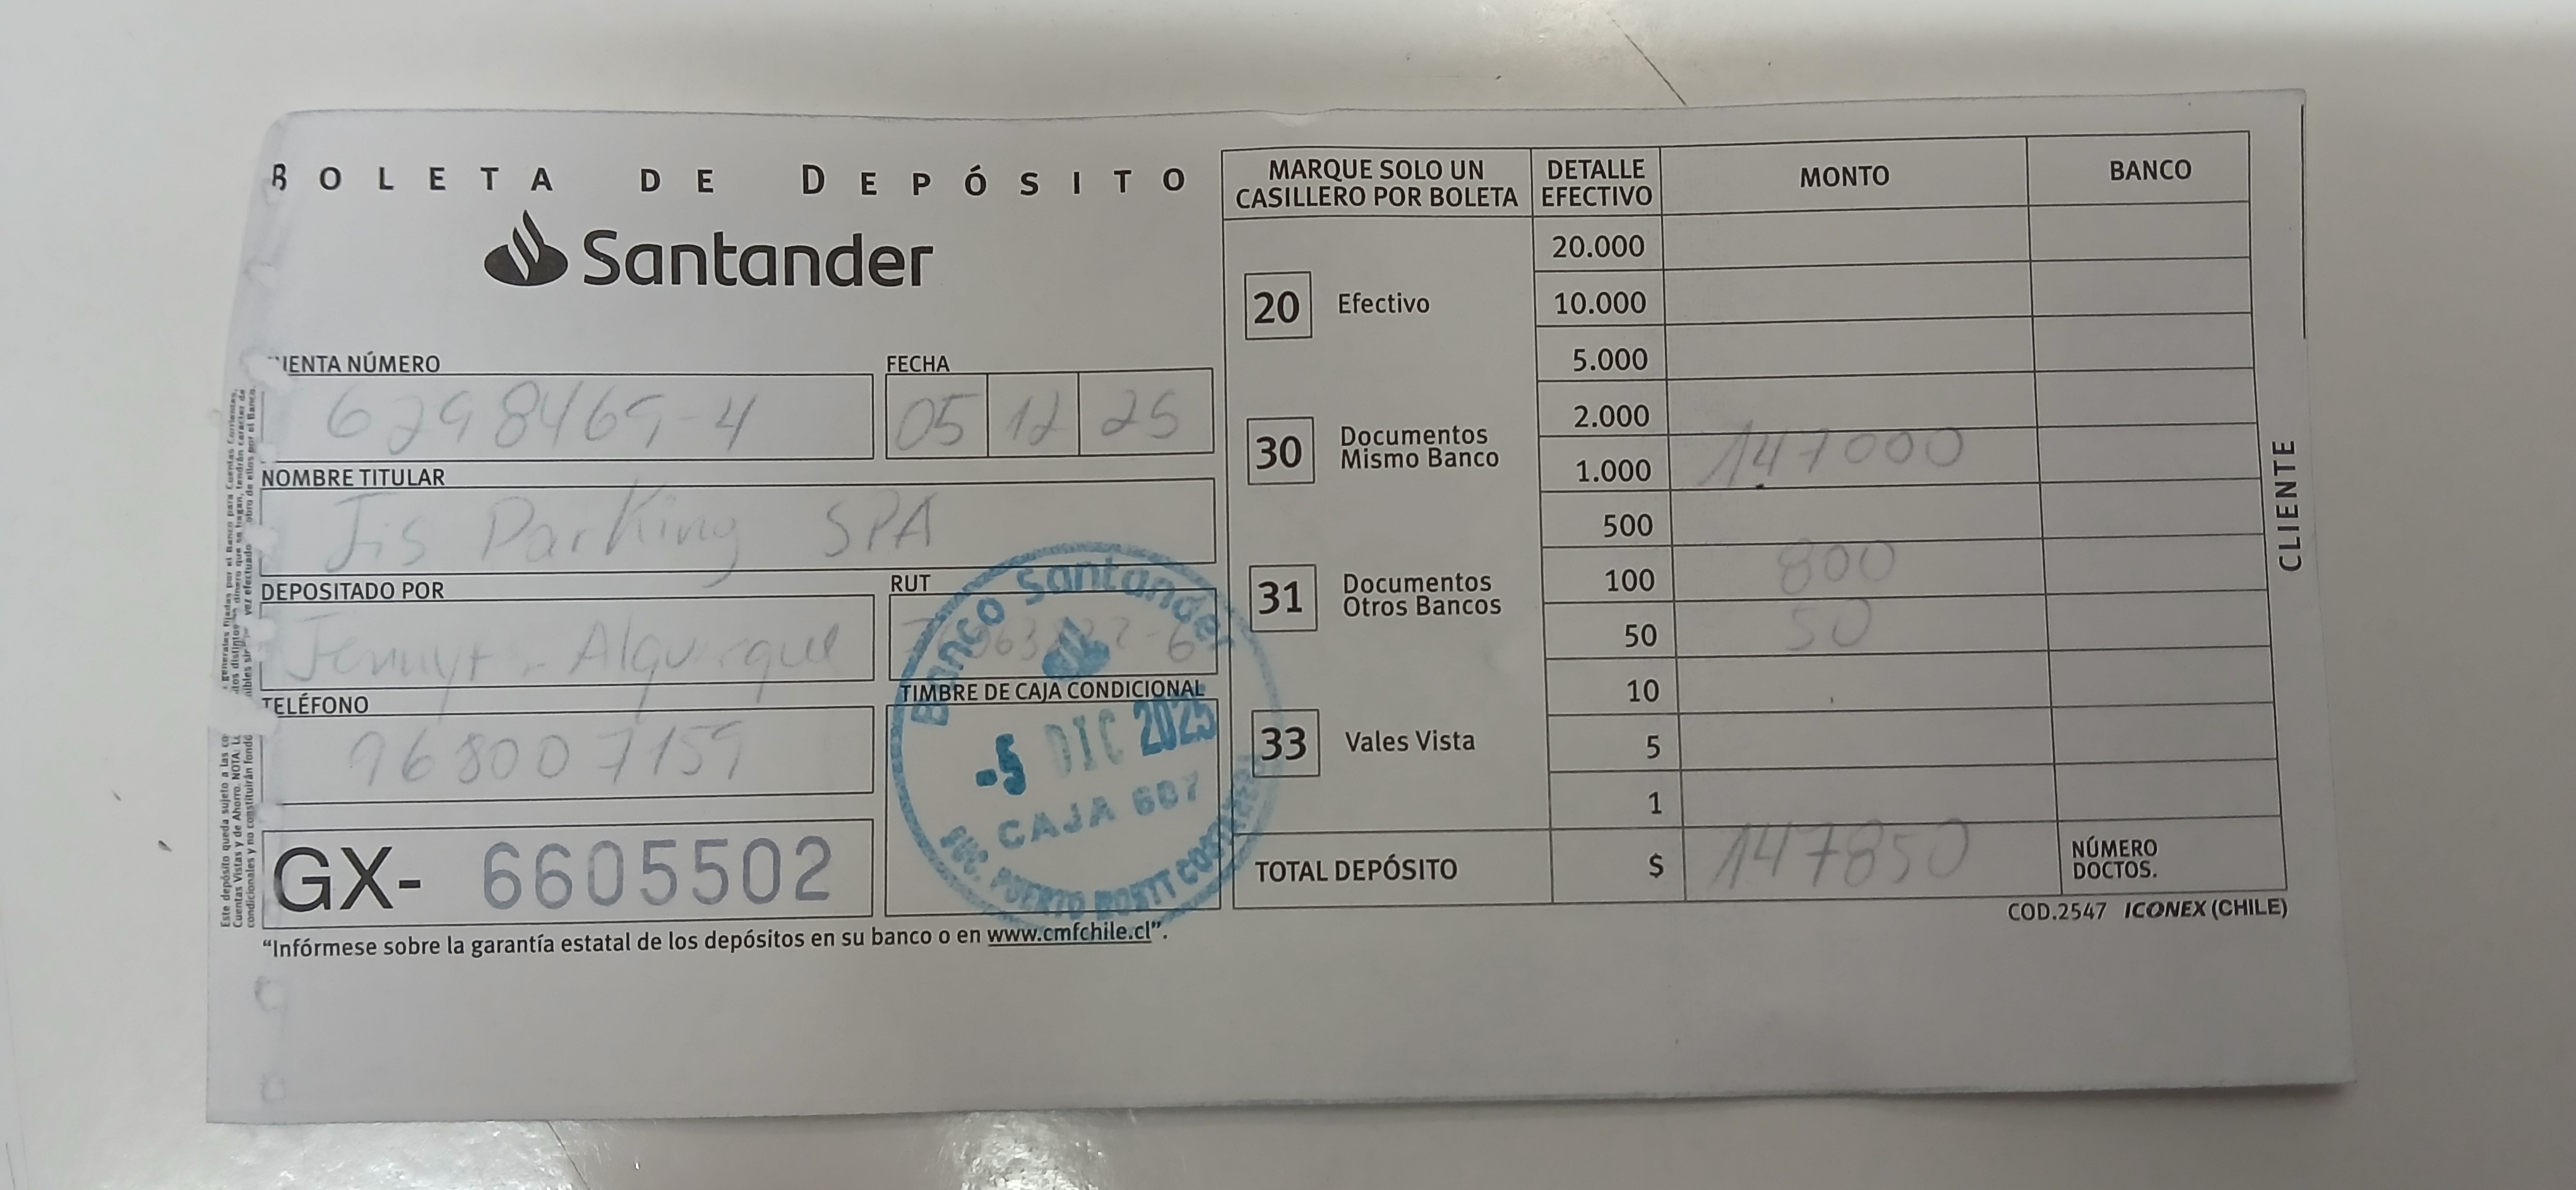 BOLETA DE DEPÓSITO
Santander
CUENTA NÚMERO
6298469-4
FECHA
05 12 25
NOMBRE TITULAR
Jis Parking SPA
DEPOSITADO POR
Alqu
RUT
TELÉFONO
968007159
TIMBRE DE CAJA CONDICIONAL
Banco Santander
-5 DIC 2025
CAJA 607
SUC. PUERTO MONTT
GX- 6605502
"Infórmese sobre la garantía estatal de los depósitos en su banco o en www.cmfchile.cl".
MARQUE SOLO UN CASILLERO POR BOLETA
20 Efectivo
30 Documentos Mismo Banco
31 Documentos Otros Bancos
33 Vales Vista
DETALLE EFECTIVO MONTO BANCO
20.000
10.000
5.000
2.000
1.000 147000
500
100 800
50 50
10
5
1
TOTAL DEPÓSITO $ 147850 NÚMERO DOCTOS.
COD.2547 ICONEX (CHILE)
CLIENTE